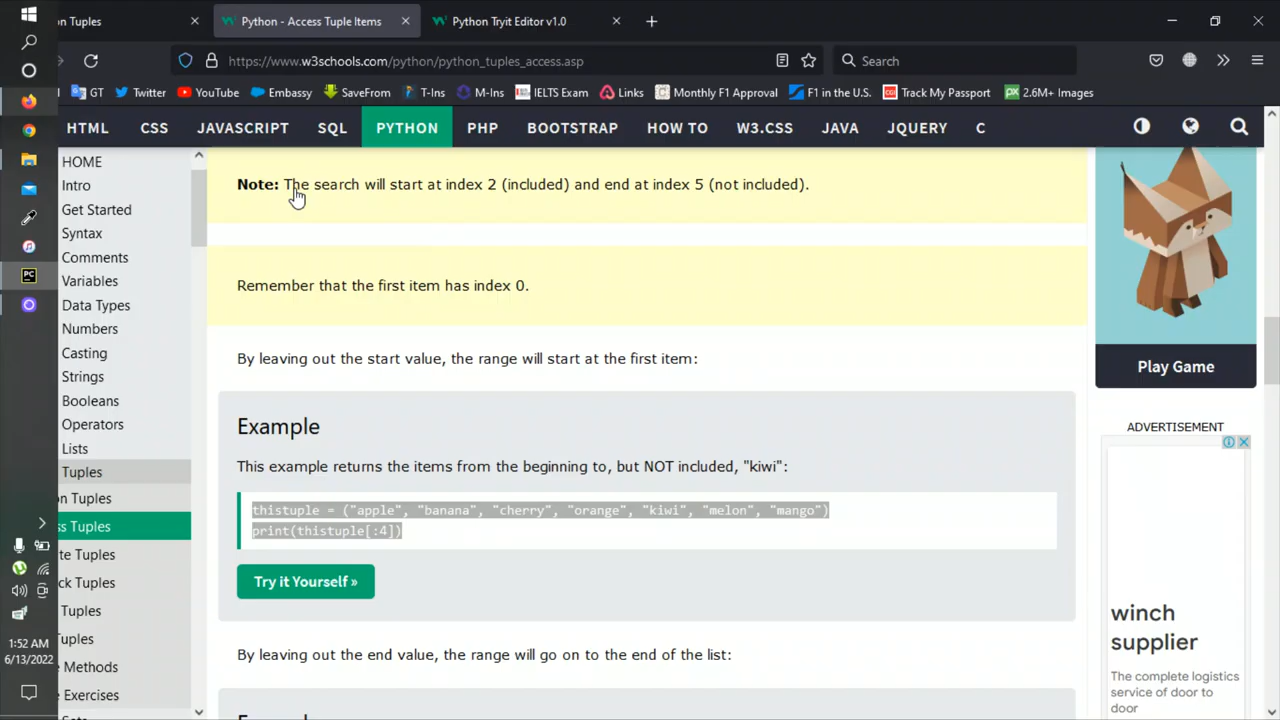 on Tuples
Python - Access Tuple Items
Python Tryit Editor v1.0
https://www.w3schools.com/python/python_tuples_access.asp
Search
GT
Twitter
YouTube
Embassy
SaveFrom
T-Ins
M-Ins
IELTS Exam
Links
Monthly F1 Approval
F1 in the U.S.
Track My Passport
2.6M+ Images
HTML
CSS
JAVASCRIPT
SQL
PYTHON
PHP
BOOTSTRAP
HOW TO
W3.CSS
JAVA
JQUERY
C
HOME
Intro
Get Started
Syntax
Comments
Variables
Data Types
Numbers
Casting
Strings
Booleans
Operators
Lists
Tuples
on Tuples
ss Tuples
te Tuples
ck Tuples
Tuples
Tuples
Methods
Exercises
Note: The search will start at index 2 (included) and end at index 5 (not included).
Remember that the first item has index 0.
By leaving out the start value, the range will start at the first item:
Example
This example returns the items from the beginning to, but NOT included, "kiwi":
thistuple = ("apple", "banana", "cherry", "orange", "kiwi", "melon", "mango")
print(thistuple[:4])
Try it Yourself »
By leaving out the end value, the range will go on to the end of the list:
Play Game
ADVERTISEMENT
winch
supplier
The complete logistics
service of door to
door
PC
1:52 AM
6/13/2022